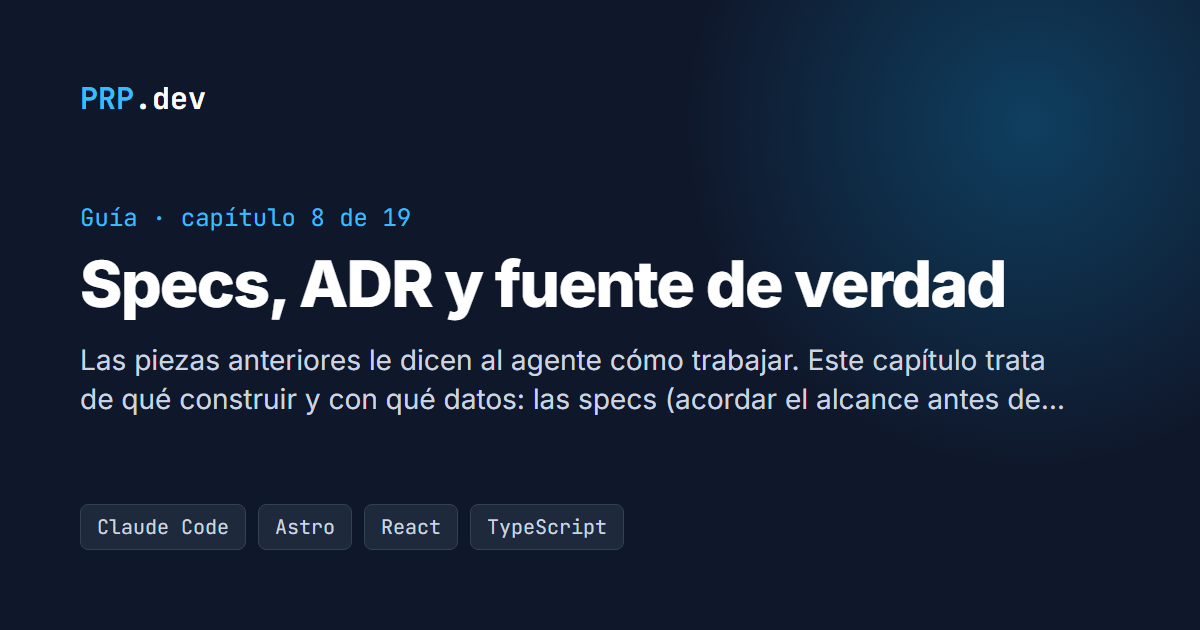 PRP.dev
Guía · capítulo 8 de 19
Specs, ADR y fuente de verdad
Las piezas anteriores le dicen al agente cómo trabajar. Este capítulo trata
de qué construir y con qué datos: las specs (acordar el alcance antes de…
Claude Code
Astro
React
TypeScript